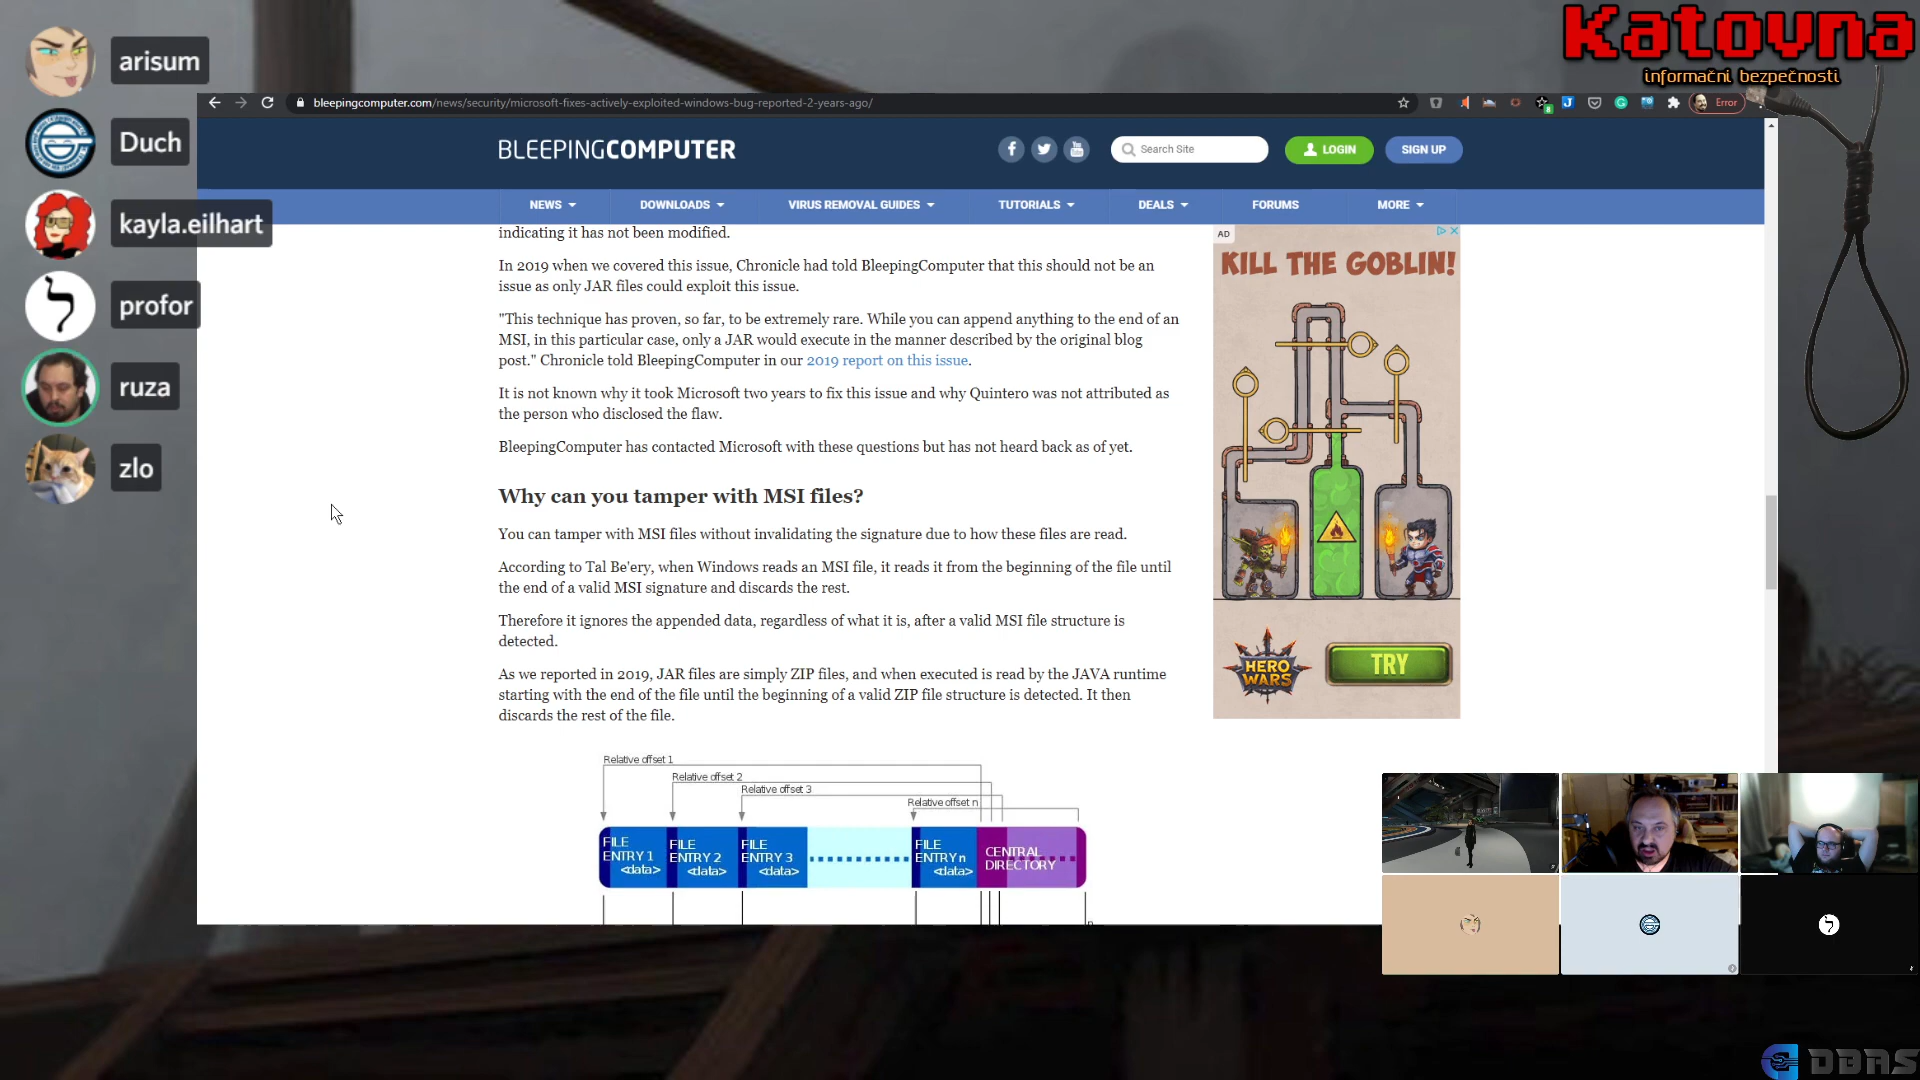 Katovna
informační bezpečnosti
arisum
Duch
kayla.eilhart
profor
ruza
zlo
bleepingcomputer.com/news/security/microsoft-fixes-actively-exploited-windows-bug-reported-2-years-ago/
Error
BLEEPINGCOMPUTER
Search Site
LOGIN
SIGN UP
NEWS
DOWNLOADS
VIRUS REMOVAL GUIDES
TUTORIALS
DEALS
FORUMS
MORE
indicating it has not been modified.
In 2019 when we covered this issue, Chronicle had told BleepingComputer that this should not be an
issue as only JAR files could exploit this issue.
"This technique has proven, so far, to be extremely rare. While you can append anything to the end of an
MSI, in this particular case, only a JAR would execute in the manner described by the original blog
post." Chronicle told BleepingComputer in our 2019 report on this issue.
It is not known why it took Microsoft two years to fix this issue and why Quintero was not attributed as
the person who disclosed the flaw.
BleepingComputer has contacted Microsoft with these questions but has not heard back as of yet.
Why can you tamper with MSI files?
You can tamper with MSI files without invalidating the signature due to how these files are read.
According to Tal Be'ery, when Windows reads an MSI file, it reads it from the beginning of the file until
the end of a valid MSI signature and discards the rest.
Therefore it ignores the appended data, regardless of what it is, after a valid MSI file structure is
detected.
As we reported in 2019, JAR files are simply ZIP files, and when executed is read by the JAVA runtime
starting with the end of the file until the beginning of a valid ZIP file structure is detected. It then
discards the rest of the file.
Relative offset 1
Relative offset 2
Relative offset 3
Relative offset n
FILE
ENTRY 1
<data>
FILE
ENTRY 2
<data>
FILE
ENTRY 3
<data>
FILE
ENTRY n
<data>
CENTRAL
DIRECTORY
AD
KILL THE GOBLIN!
HERO
WARS
TRY
DBAS